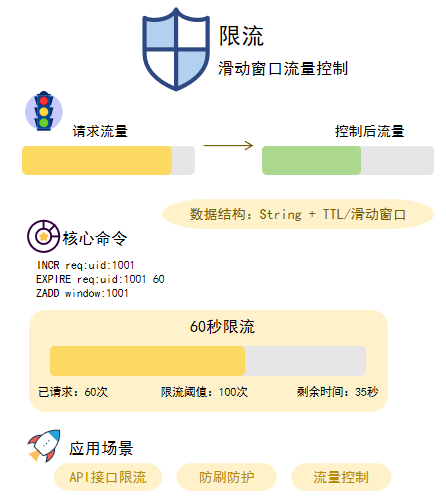 限流
滑动窗口流量控制
请求流量
控制后流量
数据结构：String + TTL/滑动窗口
核心命令
INCR req:uid:1001
EXPIRE req:uid:1001 60
ZADD window:1001
60秒限流
已请求：60次 限流阈值：100次 剩余时间：35秒
应用场景
API接口限流 防刷防护 流量控制